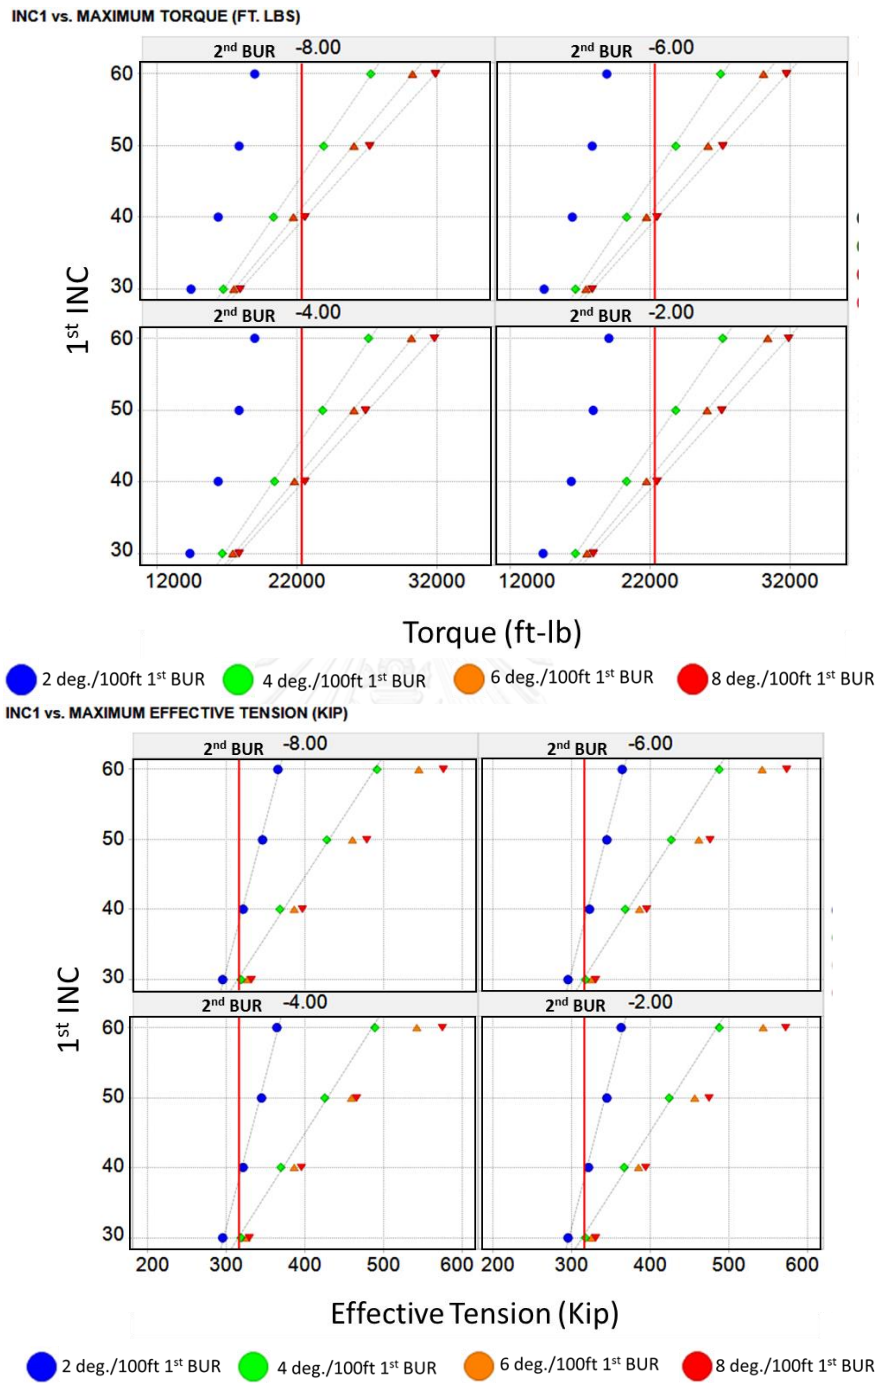 INC1 vs. MAXIMUM TORQUE (FT. LBS)
2nd BUR -8.00 2nd BUR -6.00
60
50
40
30
2nd BUR -4.00 2nd BUR -2.00
60
50
40
30
1st INC
12000 22000 32000 12000 22000 32000
Torque (ft-lb)
2 deg./100ft 1st BUR 4 deg./100ft 1st BUR 6 deg./100ft 1st BUR 8 deg./100ft 1st BUR
INC1 vs. MAXIMUM EFFECTIVE TENSION (KIP)
2nd BUR -8.00 2nd BUR -6.00
60
50
40
30
2nd BUR -4.00 2nd BUR -2.00
60
50
40
30
1st INC
200 300 400 500 600 200 300 400 500 600
Effective Tension (Kip)
2 deg./100ft 1st BUR 4 deg./100ft 1st BUR 6 deg./100ft 1st BUR 8 deg./100ft 1st BUR